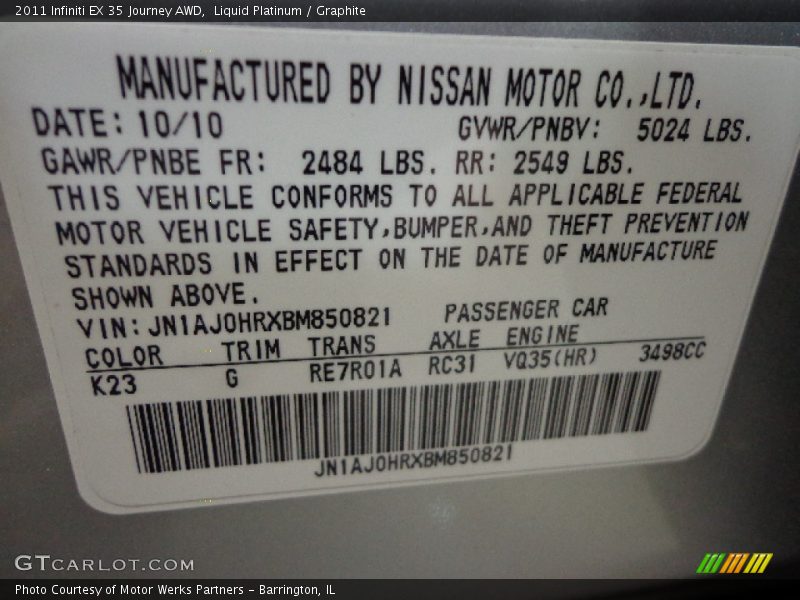 2011 Infiniti EX 35 Journey AWD,  Liquid Platinum / Graphite
MANUFACTURED BY NISSAN MOTOR CO.,LTD.
DATE: 10/10 GVWR/PNBV: 5024 LBS.
GAWR/PNBE FR: 2484 LBS. RR: 2549 LBS.
THIS VEHICLE CONFORMS TO ALL APPLICABLE FEDERAL
MOTOR VEHICLE SAFETY,BUMPER,AND THEFT PREVENTION
STANDARDS IN EFFECT ON THE DATE OF MANUFACTURE
SHOWN ABOVE.
VIN: JN1AJ0HRXBM850821 PASSENGER CAR
COLOR TRIM TRANS AXLE ENGINE
K23 G RE7R01A RC31 VQ35(HR) 3498CC
JN1AJ0HRXBM850821
GTCARLOT.COM
Photo Courtesy of Motor Werks Partners - Barrington, IL